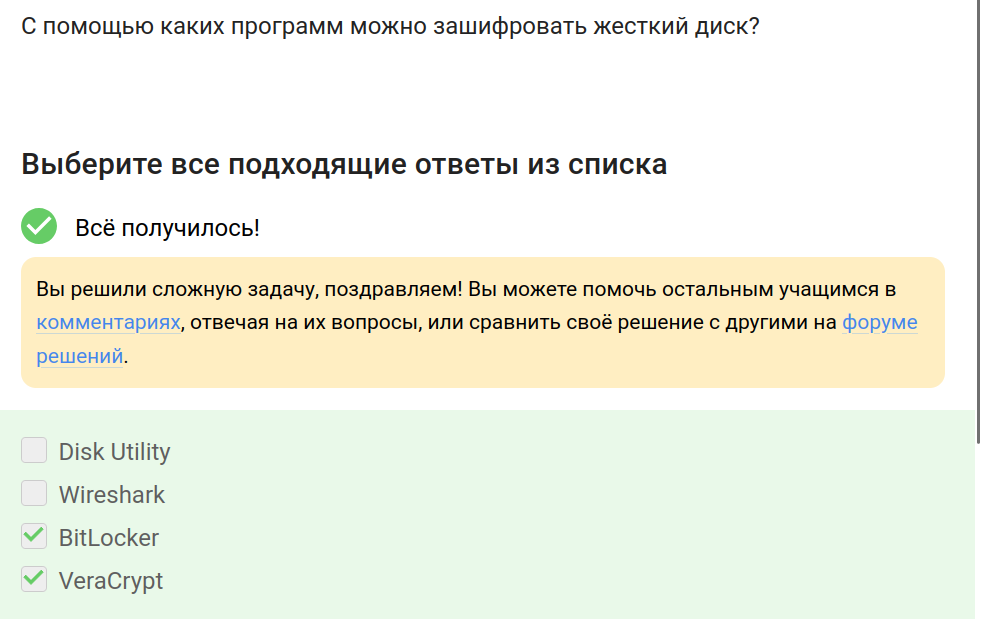 С помощью каких программ можно зашифровать жесткий диск?
Выберите все подходящие ответы из списка
Всё получилось!
Вы решили сложную задачу, поздравляем! Вы можете помочь остальным учащимся в
комментариях, отвечая на их вопросы, или сравнить своё решение с другими на форуме
решений.
Disk Utility
Wireshark
BitLocker
VeraCrypt